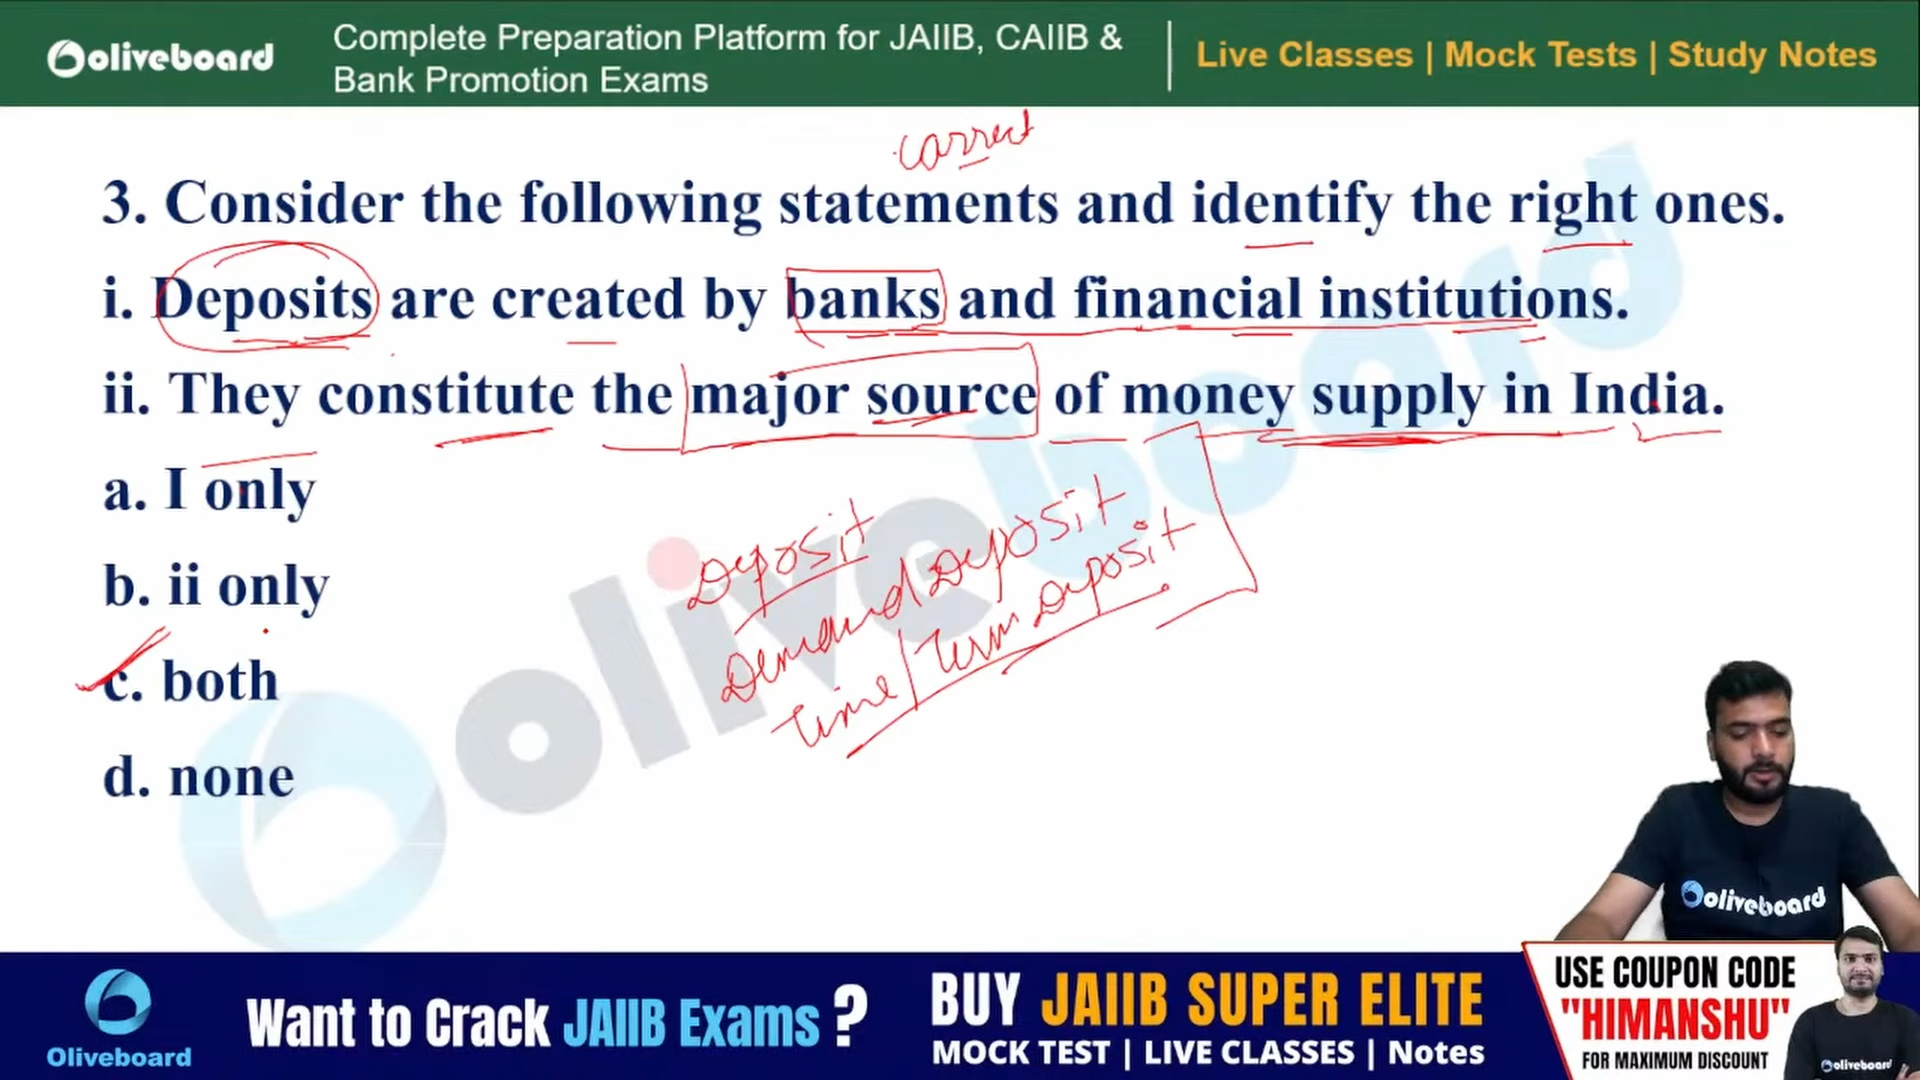 oliveboard
Complete Preparation Platform for JAIIB, CAIIB &
Bank Promotion Exams
Live Classes | Mock Tests | Study Notes
correct
3. Consider the following statements and identify the right ones.
i. Deposits are created by banks and financial institutions.
ii. They constitute the major source of money supply in India.
a. I only
b. ii only
c. both
d. none
Deposit
Demand Deposit
Time/Term Deposit
oliveboard
oliveboard
Oliveboard
Want to Crack JAIIB Exams ?
BUY JAIIB SUPER ELITE
MOCK TEST | LIVE CLASSES | Notes
USE COUPON CODE
"HIMANSHU"
FOR MAXIMUM DISCOUNT
oliveboard